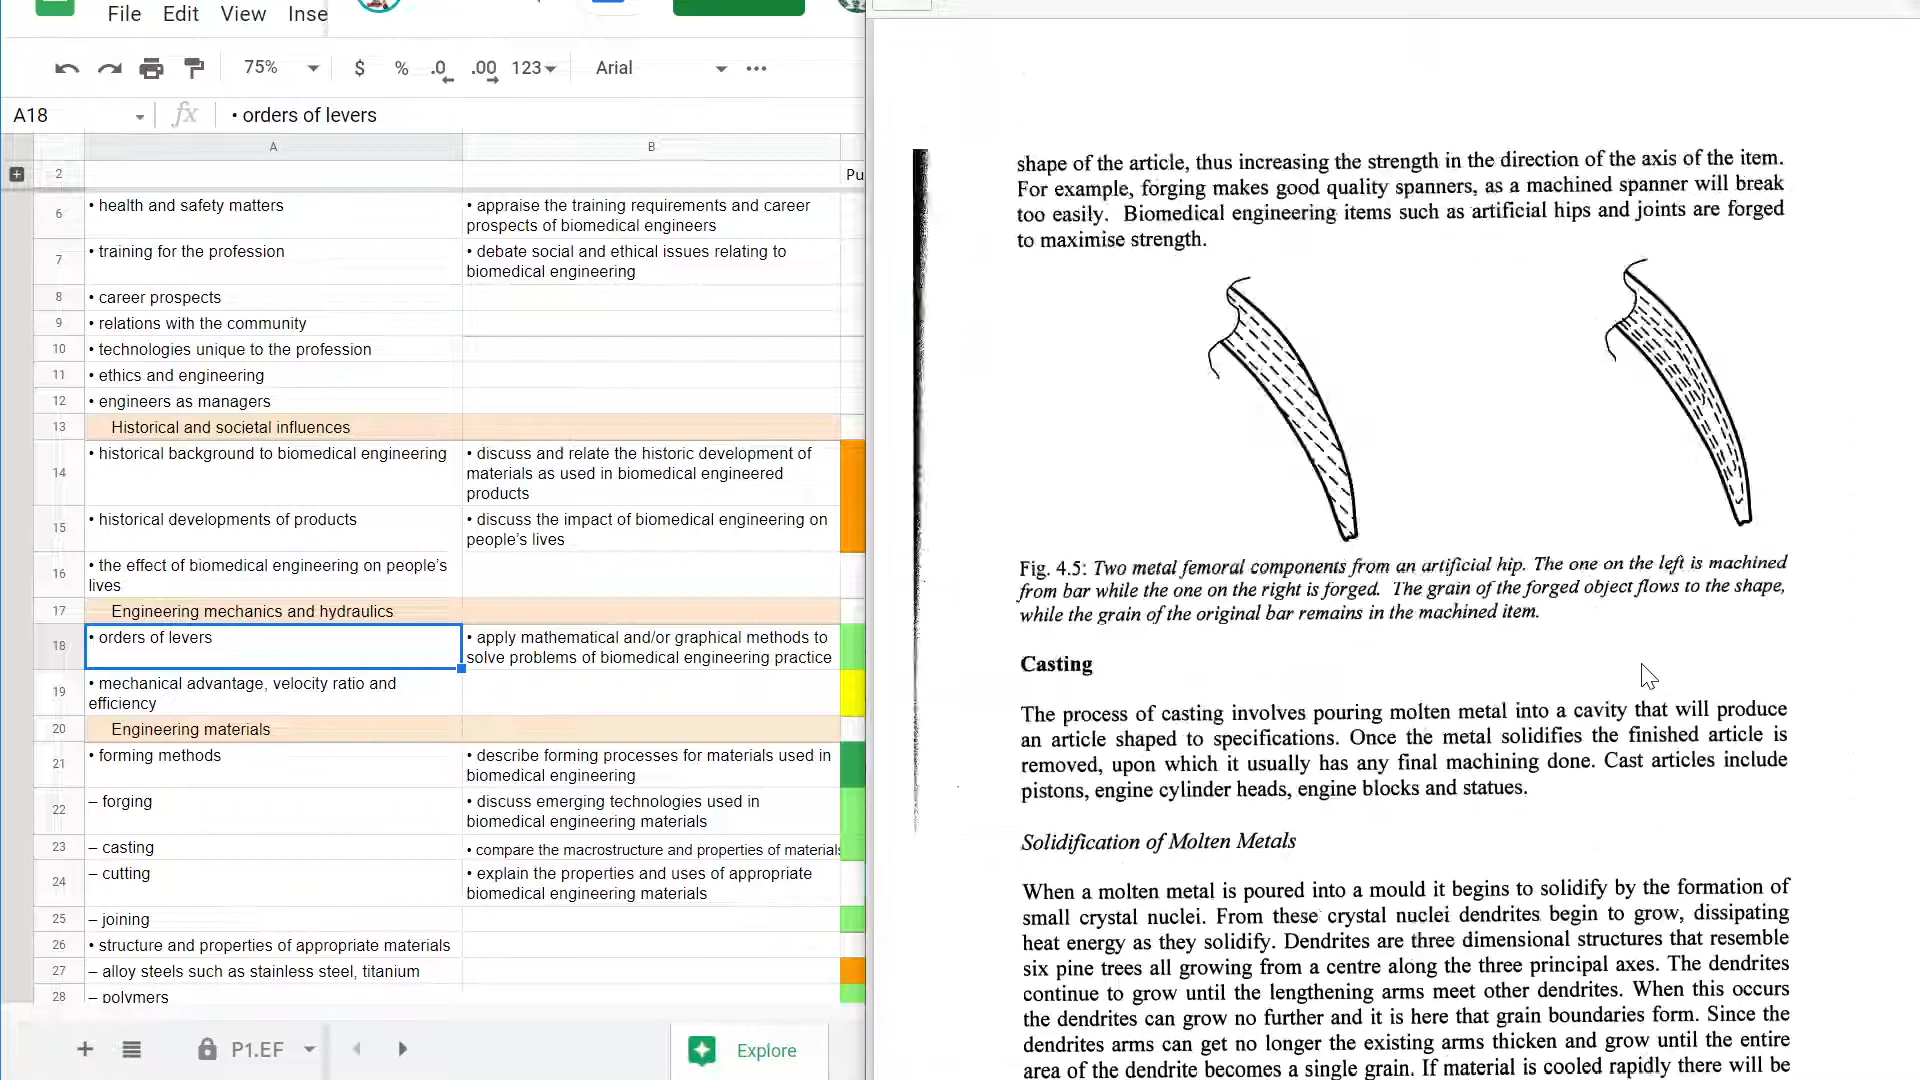 File Edit View Inse
75% $ % .0 .00 123 Arial
A18 fx • orders of levers
A B
2 Pu
6 • health and safety matters • appraise the training requirements and career
prospects of biomedical engineers
7 • training for the profession • debate social and ethical issues relating to
biomedical engineering
8 • career prospects
9 • relations with the community
10 • technologies unique to the profession
11 • ethics and engineering
12 • engineers as managers
13 Historical and societal influences
14 • historical background to biomedical engineering • discuss and relate the historic development of
materials as used in biomedical engineered
products
15 • historical developments of products • discuss the impact of biomedical engineering on
people's lives
16 • the effect of biomedical engineering on people's
lives
17 Engineering mechanics and hydraulics
18 • orders of levers • apply mathematical and/or graphical methods to
solve problems of biomedical engineering practice
19 • mechanical advantage, velocity ratio and
efficiency
20 Engineering materials
21 • forming methods • describe forming processes for materials used in
biomedical engineering
22 – forging • discuss emerging technologies used in
biomedical engineering materials
23 – casting • compare the macrostructure and properties of materials
24 – cutting • explain the properties and uses of appropriate
biomedical engineering materials
25 – joining
26 • structure and properties of appropriate materials
27 – alloy steels such as stainless steel, titanium
28 – polymers
P1.EF Explore
shape of the article, thus increasing the strength in the direction of the axis of the item.
For example, forging makes good quality spanners, as a machined spanner will break
too easily. Biomedical engineering items such as artificial hips and joints are forged
to maximise strength.
Fig. 4.5: Two metal femoral components from an artificial hip. The one on the left is machined
from bar while the one on the right is forged. The grain of the forged object flows to the shape,
while the grain of the original bar remains in the machined item.
Casting
The process of casting involves pouring molten metal into a cavity that will produce
an article shaped to specifications. Once the metal solidifies the finished article is
removed, upon which it usually has any final machining done. Cast articles include
pistons, engine cylinder heads, engine blocks and statues.
Solidification of Molten Metals
When a molten metal is poured into a mould it begins to solidify by the formation of
small crystal nuclei. From these crystal nuclei dendrites begin to grow, dissipating
heat energy as they solidify. Dendrites are three dimensional structures that resemble
six pine trees all growing from a centre along the three principal axes. The dendrites
continue to grow until the lengthening arms meet other dendrites. When this occurs
the dendrites can grow no further and it is here that grain boundaries form. Since the
dendrites arms can get no longer the existing arms thicken and grow until the entire
area of the dendrite becomes a single grain. If material is cooled rapidly there will be